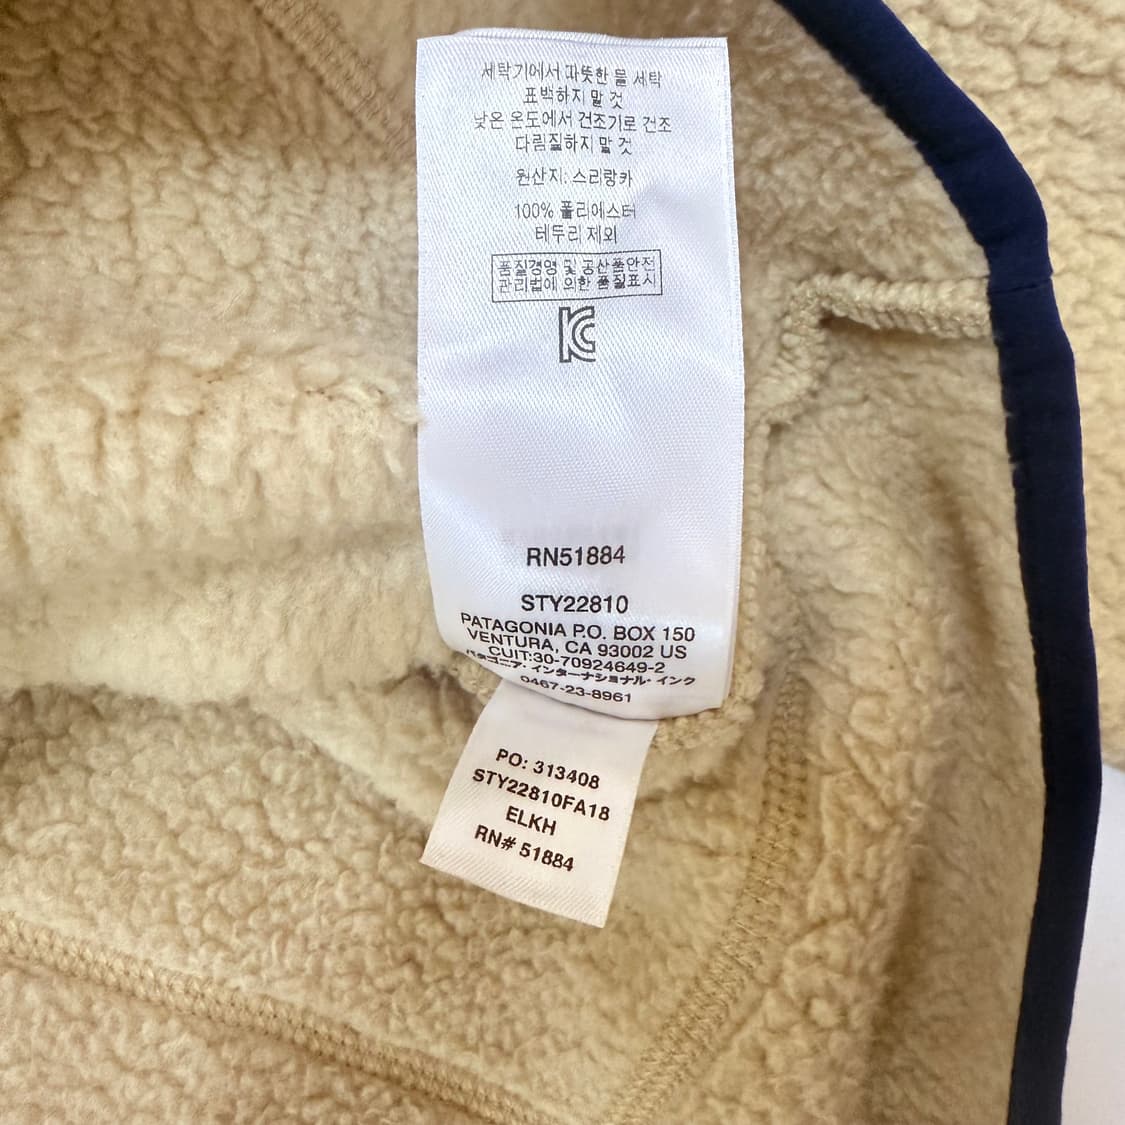 세탁기에서 따뜻한 물 세탁
표백하지 말 것
낮은 온도에서 건조기로 건조
다림질하지 말 것
원산지: 스리랑카
100% 폴리에스터
테두리 제외
품질경영 및 공산품안전
관리법에 의한 품질표시
KC
RN51884
STY22810
PATAGONIA P.O. BOX 150
VENTURA, CA 93002 US
CUIT:30-70924649-2
パタゴニア・インターナショナル・インク
0467-23-8961
PO: 313408
STY22810FA18
ELKH
RN# 51884